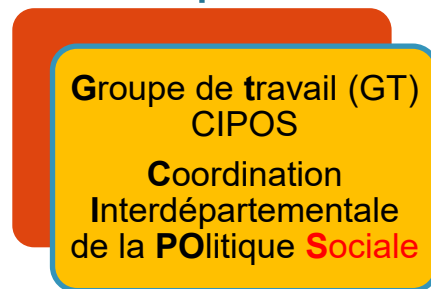 Groupe de travail (GT)
CIPOS
Coordination
Interdépartementale
de la POlitique Sociale